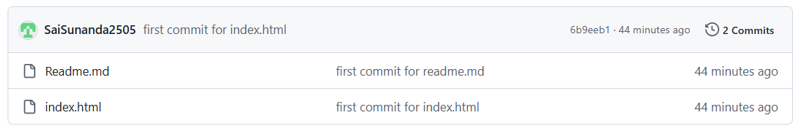 SaiSunanda2505 first commit for index.html 6b9eeb1 · 44 minutes ago 2 Commits
Readme.md first commit for readme.md 44 minutes ago
index.html first commit for index.html 44 minutes ago